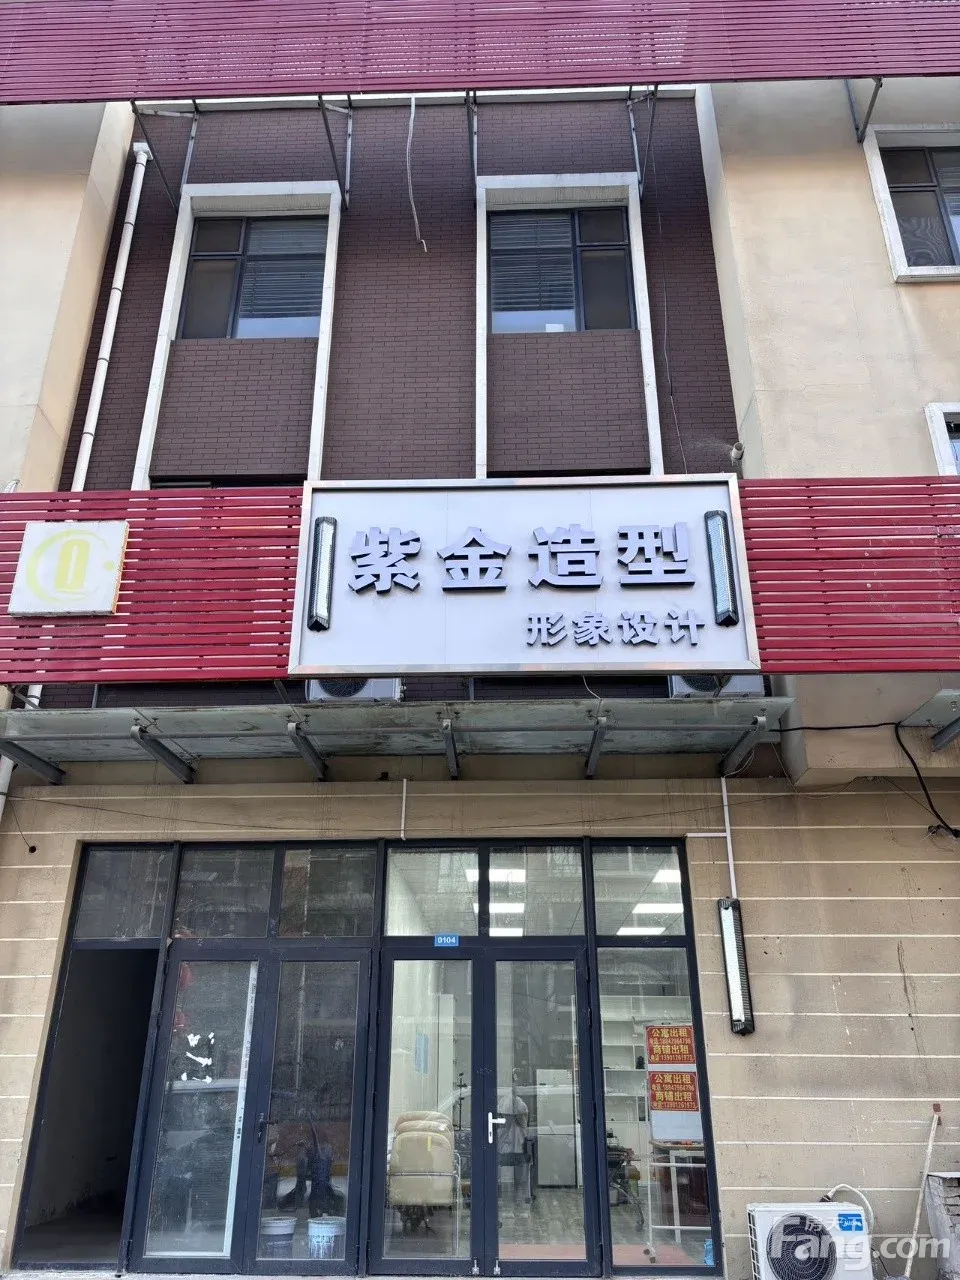 紫金造型
形象设计
0104
公寓出租
商铺出租
公寓出租
商铺出租
房天下
Fang.com